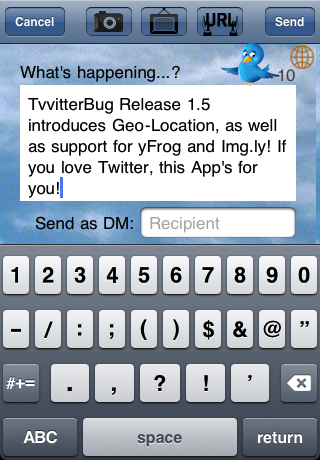 Cancel URL Send
What's happening...? -10
TvvitterBug Release 1.5
introduces Geo-Location, as well
as support for yFrog and Img.ly! If
you love Twitter, this App's for
you!
Send as DM: Recipient
1 2 3 4 5 6 7 8 9 0
- / : ; ( ) $ & @ "
#+= . , ? ! '
ABC space return